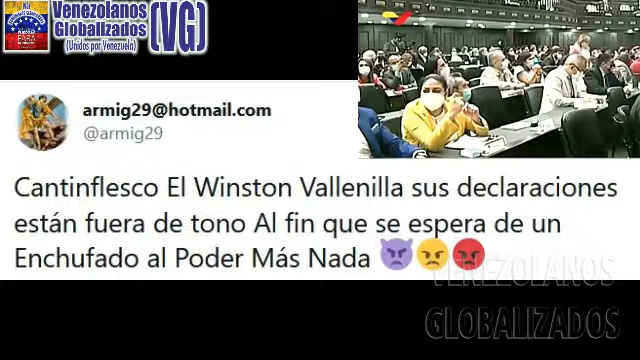 Venezolanos
Globalizados
(Unidos por Venezuela)
(VG)
armig29@hotmail.com
@armig29
Cantinflesco El Winston Vallenilla sus declaraciones
están fuera de tono Al fin que se espera de un
Enchufado al Poder Más Nada 👿😠😡
VENEZOLANOS
GLOBALIZADOS